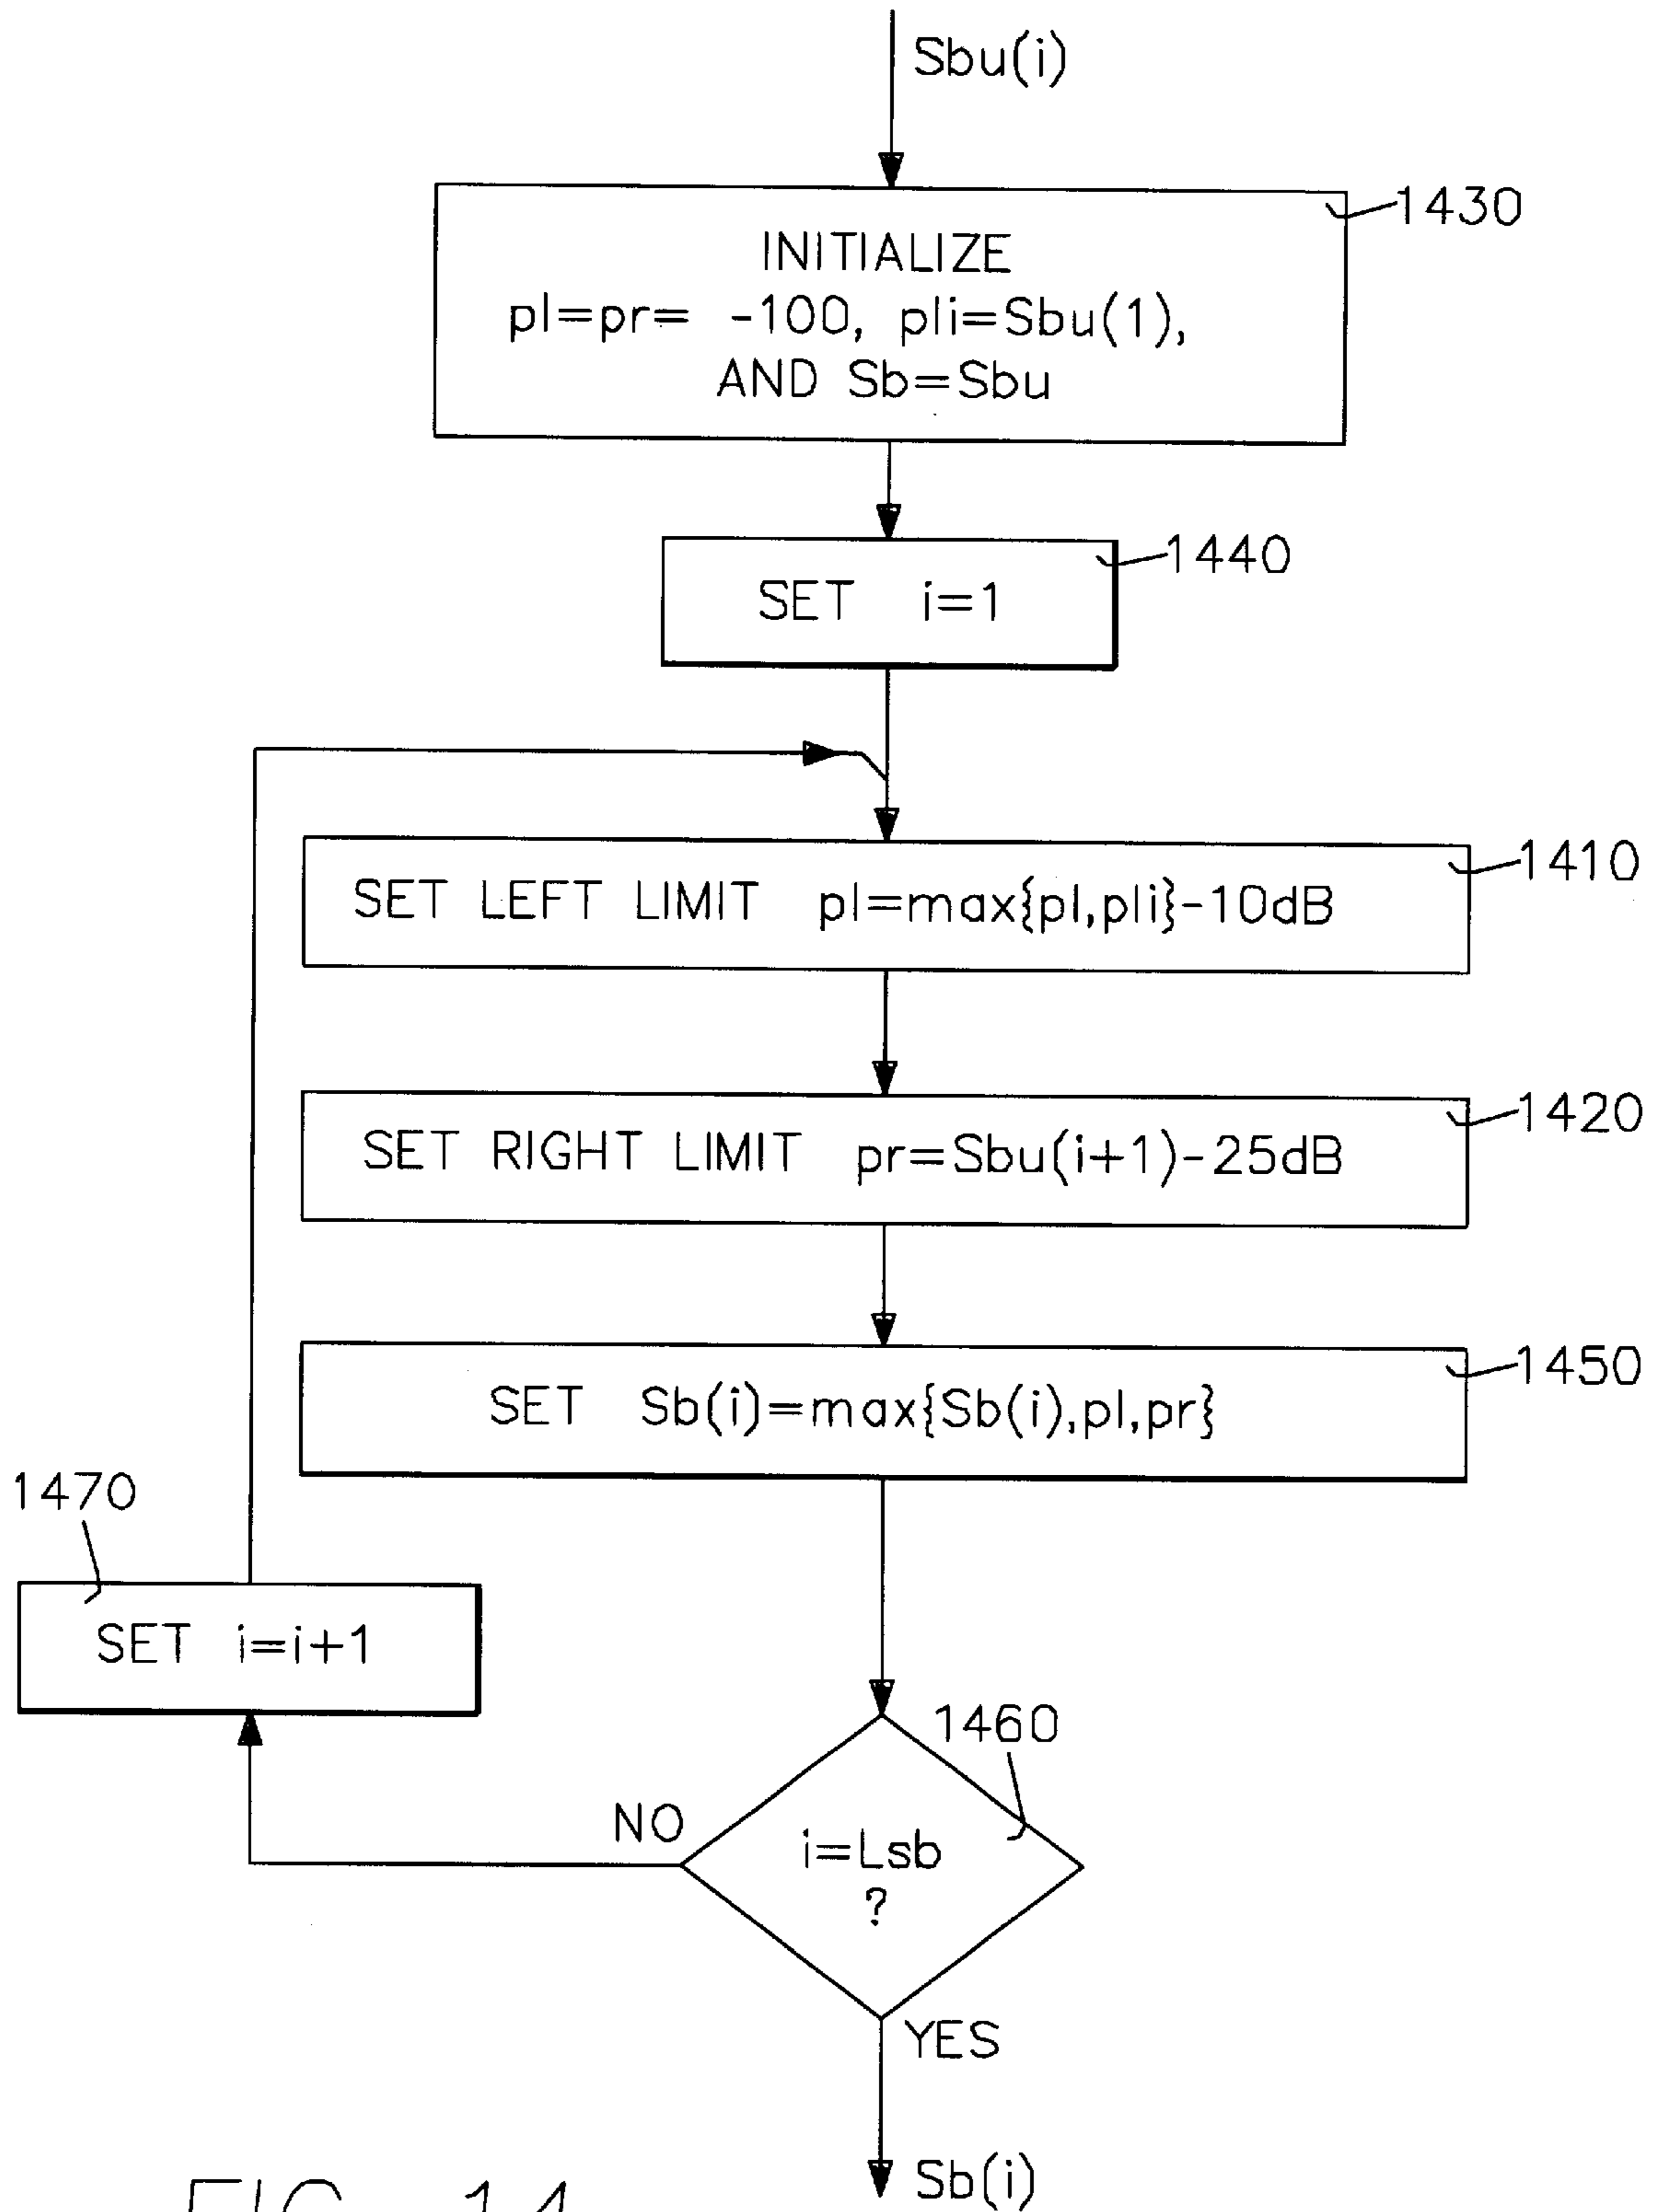 Sbu(i)
1430
INITIALIZE
pl=pr= -100, pli=Sbu(1),
AND Sb=Sbu
1440
SET i=1
1410
SET LEFT LIMIT pl=max{pl,pli}-10dB
1420
SET RIGHT LIMIT pr=Sbu(i+1)-25dB
1450
SET Sb(i)=max{Sb(i),pl,pr}
1470
SET i=i+1
1460
NO
i=Lsb
?
YES
Sb(i)
FIG. 14